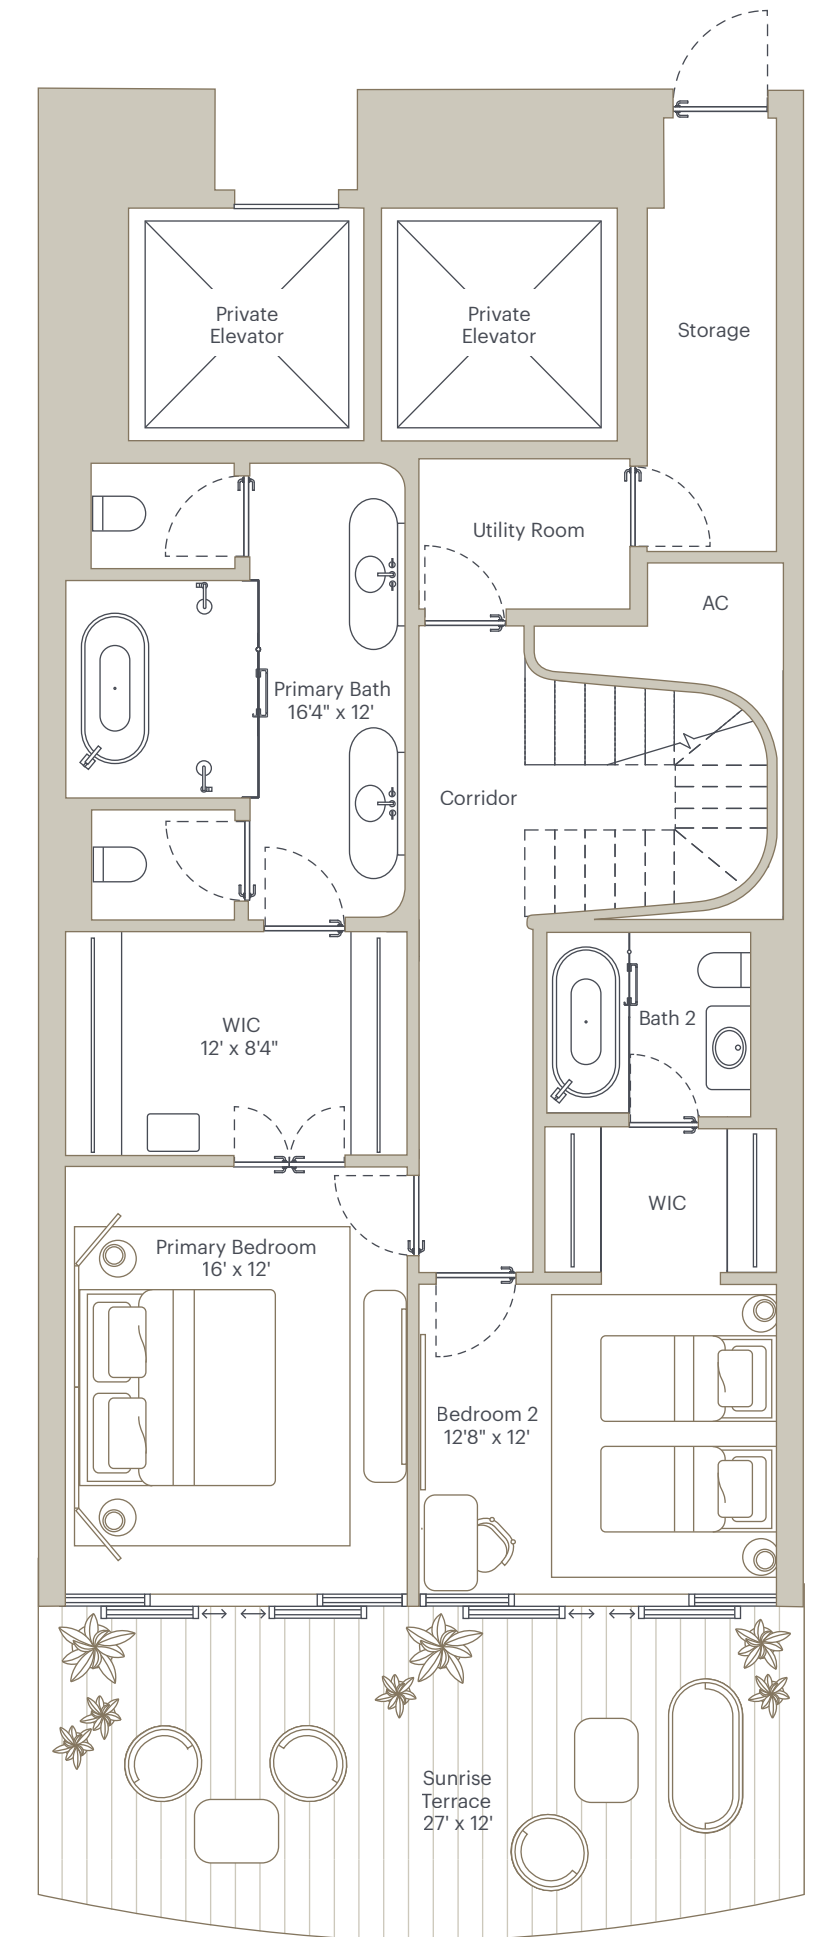 Private
Elevator
Private
Elevator
Storage
Utility Room
AC
Primary Bath
16'4" x 12'
Corridor
WIC
12' x 8'4"
Bath 2
WIC
Primary Bedroom
16' x 12'
Bedroom 2
12'8" x 12'
Sunrise
Terrace
27' x 12'